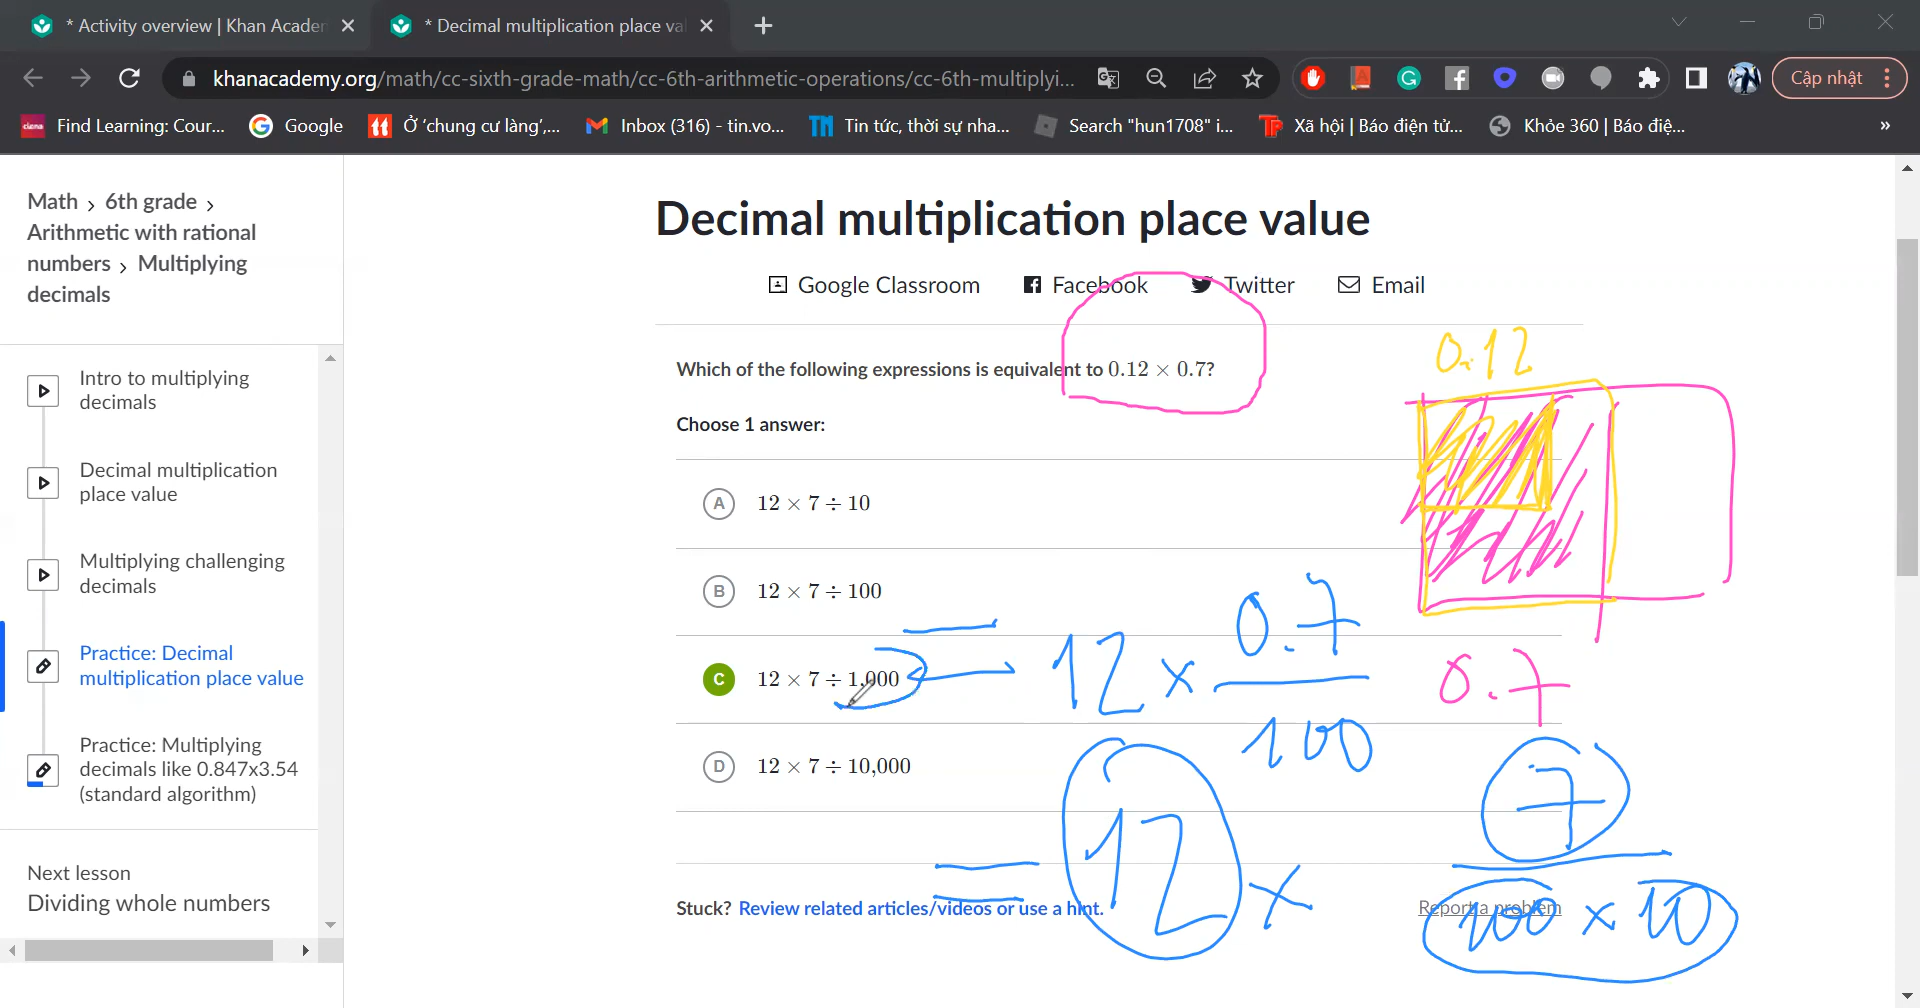 * Activity overview | Khan Academ
* Decimal multiplication place va
khanacademy.org/math/cc-sixth-grade-math/cc-6th-arithmetic-operations/cc-6th-multiplyi...
Cập nhật
ciena Find Learning: Cour...
Google
Ở ‘chung cư làng’,...
Inbox (316) - tin.vo...
TN Tin tức, thời sự nha...
Search "hun1708" i...
TP Xã hội | Báo điện tử...
Khỏe 360 | Báo điệ...
»
Math › 6th grade ›
Arithmetic with rational
numbers › Multiplying
decimals
Intro to multiplying
decimals
Decimal multiplication
place value
Multiplying challenging
decimals
Practice: Decimal
multiplication place value
Practice: Multiplying
decimals like 0.847x3.54
(standard algorithm)
Next lesson
Dividing whole numbers
Decimal multiplication place value
Google Classroom Facebook Twitter Email
Which of the following expressions is equivalent to 0.12 × 0.7?
Choose 1 answer:
A 12 × 7 ÷ 10
B 12 × 7 ÷ 100
C 12 × 7 ÷ 1,000
D 12 × 7 ÷ 10,000
Stuck? Review related articles/videos or use a hint.
Report a problem
0.12
0.7
= 12 × 0.7
100
= 12 × 7
100 × 10